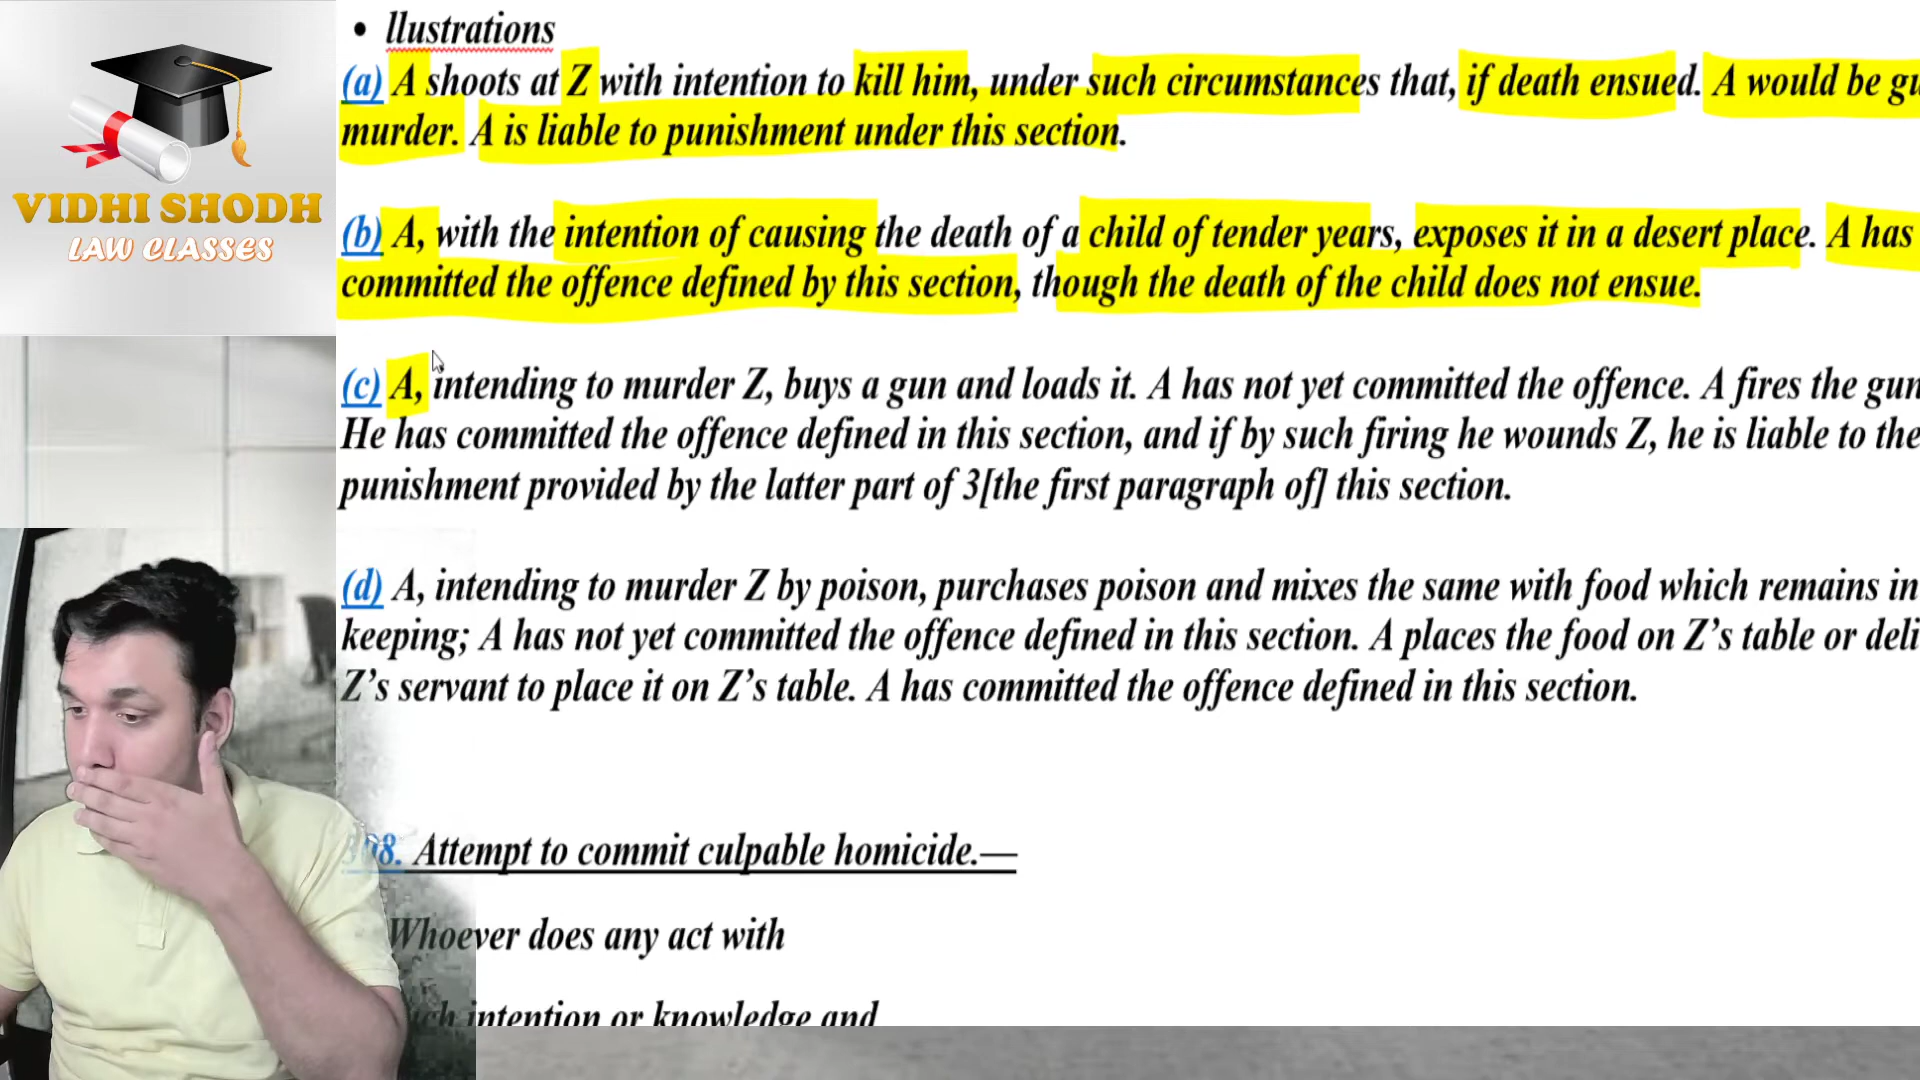 VIDHI SHODH
LAW CLASSES
• llustrations
(a) A shoots at Z with intention to kill him, under such circumstances that, if death ensued. A would be gu
murder. A is liable to punishment under this section.
(b) A, with the intention of causing the death of a child of tender years, exposes it in a desert place. A has
committed the offence defined by this section, though the death of the child does not ensue.
(c) A, intending to murder Z, buys a gun and loads it. A has not yet committed the offence. A fires the gun
He has committed the offence defined in this section, and if by such firing he wounds Z, he is liable to the
punishment provided by the latter part of 3[the first paragraph of] this section.
(d) A, intending to murder Z by poison, purchases poison and mixes the same with food which remains in
keeping; A has not yet committed the offence defined in this section. A places the food on Z’s table or deli
Z’s servant to place it on Z’s table. A has committed the offence defined in this section.
308. Attempt to commit culpable homicide.—
Whoever does any act with
intention or knowledge and